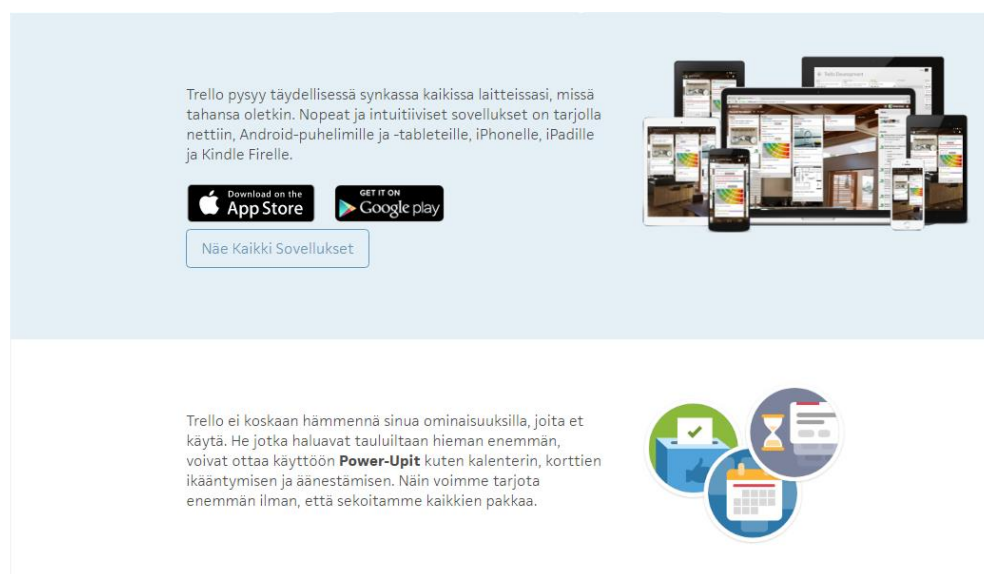 Trello pysyy täydellisessä synkassa kaikissa laitteissasi, missä
tahansa oletkin. Nopeat ja intuitiiviset sovellukset on tarjolla
nettiin, Android-puhelimille ja -tableteille, iPhonelle, iPadille
ja Kindle Firelle.
Download on the
App Store
GET IT ON
Google play
Näe Kaikki Sovellukset
Trello Development
Trello ei koskaan hämmennä sinua ominaisuuksilla, joita et
käytä. He jotka haluavat tauluiltaan hieman enemmän,
voivat ottaa käyttöön Power-Upit kuten kalenterin, korttien
ikääntymisen ja äänestämisen. Näin voimme tarjota
enemmän ilman, että sekoitamme kaikkien pakkaa.